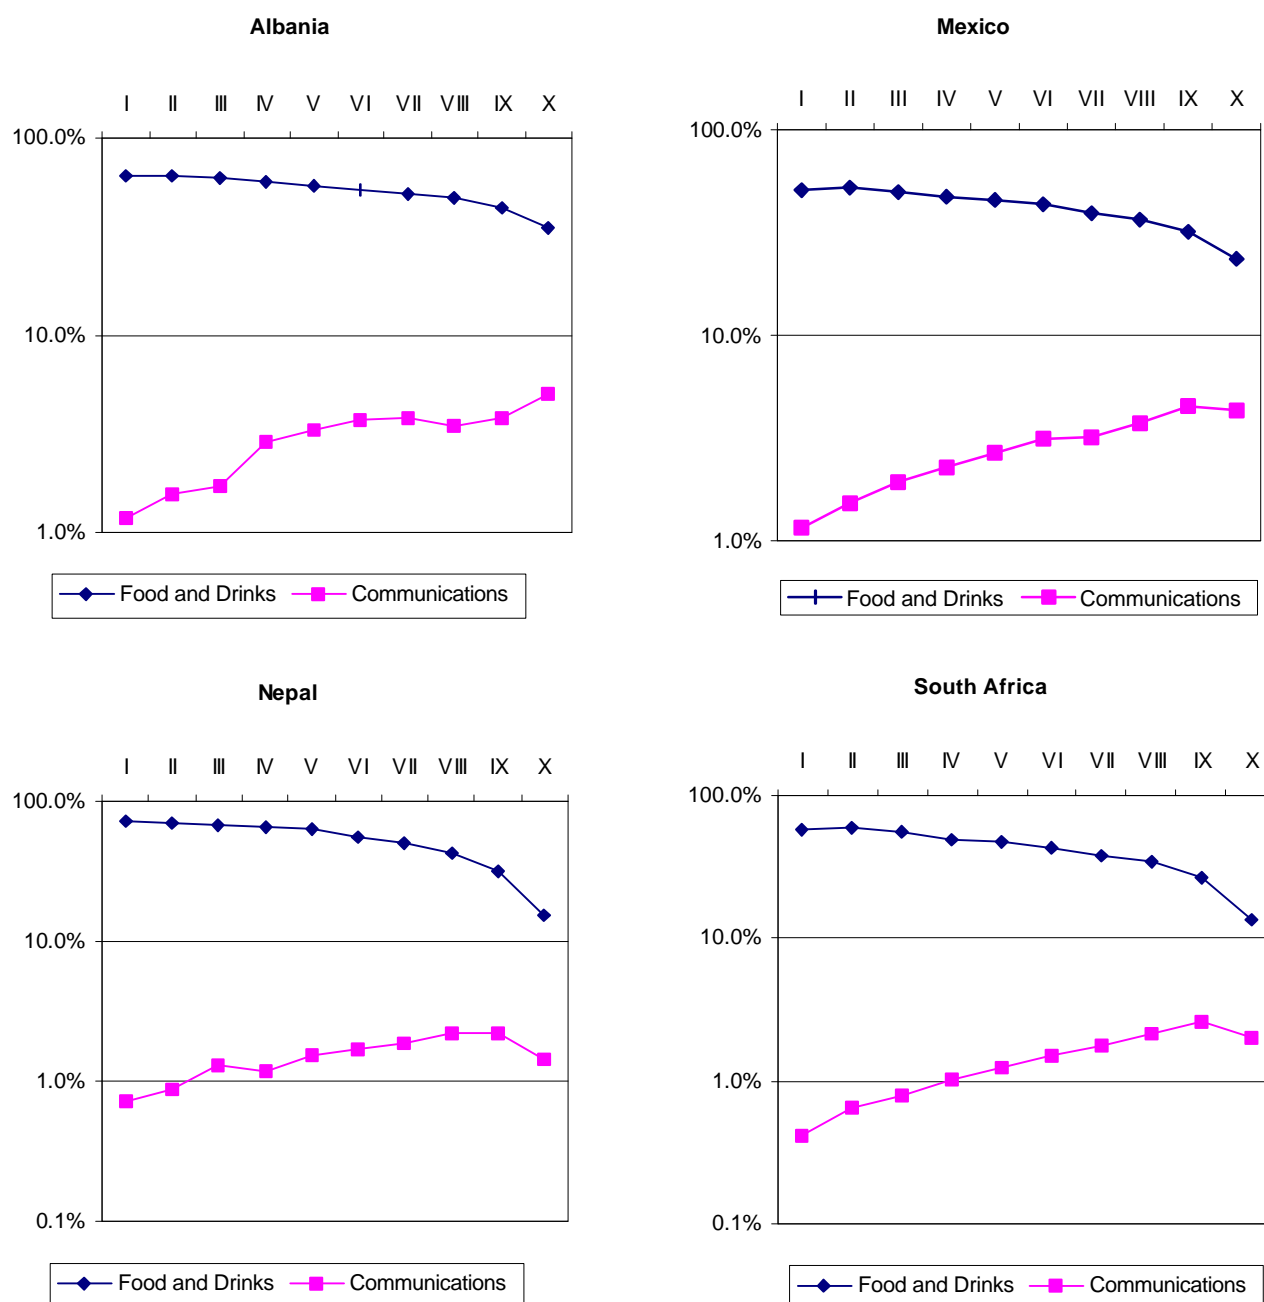 Albania
I II III IV V VI VII VIII IX X
100.0%
10.0%
1.0%
Food and Drinks Communications
Mexico
I II III IV V VI VII VIII IX X
100.0%
10.0%
1.0%
Food and Drinks Communications
Nepal
I II III IV V VI VII VIII IX X
100.0%
10.0%
1.0%
0.1%
Food and Drinks Communications
South Africa
I II III IV V VI VII VIII IX X
100.0%
10.0%
1.0%
0.1%
Food and Drinks Communications